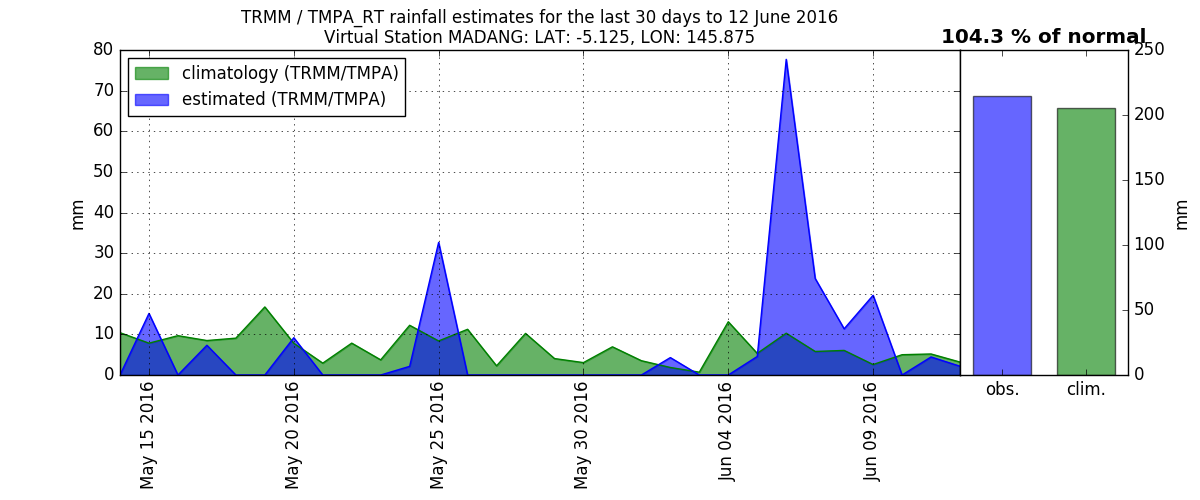 TRMM / TMPA_RT rainfall estimates for the last 30 days to 12 June 2016
Virtual Station MADANG: LAT: -5.125, LON: 145.875
104.3 % of normal
climatology (TRMM/TMPA)
estimated (TRMM/TMPA)
mm
80
70
60
50
40
30
20
10
0
May 15 2016
May 20 2016
May 25 2016
May 30 2016
Jun 04 2016
Jun 09 2016
obs.
clim.
250
200
150
100
50
0
mm